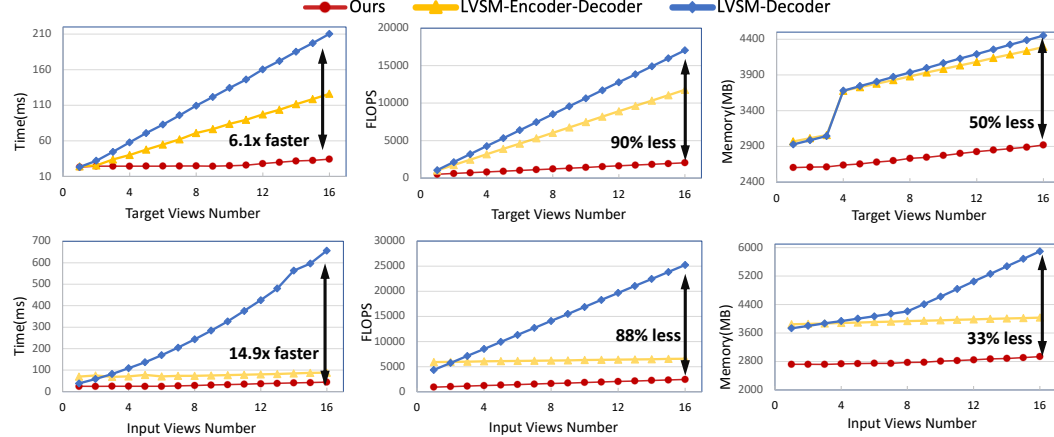 Ours LVSM-Encoder-Decoder LVSM-Decoder
Time(ms)
210
160
110
60
10
0 4 8 12 16
6.1x faster
Target Views Number
FLOPS
20000
15000
10000
5000
0
0 4 8 12 16
90% less
Target Views Number
Memory(MB)
4400
3900
3400
2900
2400
0 4 8 12 16
50% less
Target Views Number
Time(ms)
700
600
500
400
300
200
100
0
0 4 8 12 16
14.9x faster
Input Views Number
FLOPS
30000
25000
20000
15000
10000
5000
0
0 4 8 12 16
88% less
Input Views Number
Memory(MB)
6000
5200
4400
3600
2800
2000
0 4 8 12 16
33% less
Input Views Number